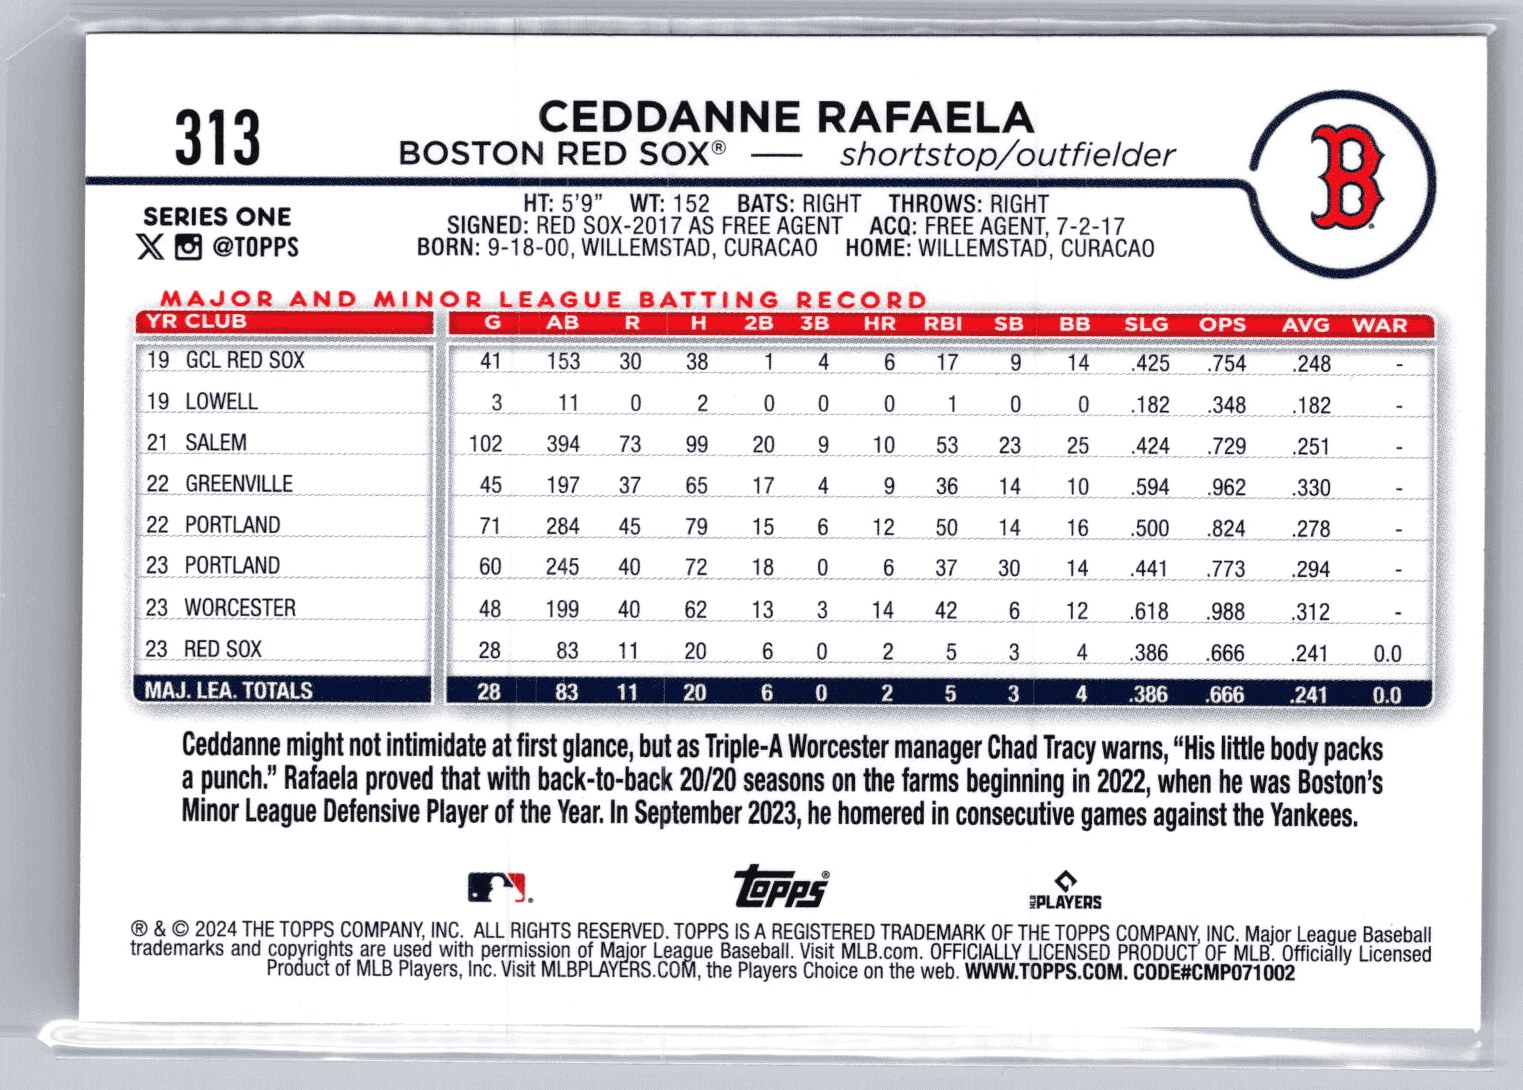 313
CEDDANNE RAFAELA
BOSTON RED SOX® — shortstop/outfielder
B
SERIES ONE
X @TOPPS
HT: 5'9" WT: 152 BATS: RIGHT THROWS: RIGHT
SIGNED: RED SOX-2017 AS FREE AGENT ACQ: FREE AGENT, 7-2-17
BORN: 9-18-00, WILLEMSTAD, CURACAO HOME: WILLEMSTAD, CURACAO
MAJOR AND MINOR LEAGUE BATTING RECORD
YR CLUB G AB R H 2B 3B HR RBI SB BB SLG OPS AVG WAR
19 GCL RED SOX 41 153 30 38 1 4 6 17 9 14 .425 .754 .248 -
19 LOWELL 3 11 0 2 0 0 0 1 0 0 .182 .348 .182 -
21 SALEM 102 394 73 99 20 9 10 53 23 25 .424 .729 .251 -
22 GREENVILLE 45 197 37 65 17 4 9 36 14 10 .594 .962 .330 -
22 PORTLAND 71 284 45 79 15 6 12 50 14 16 .500 .824 .278 -
23 PORTLAND 60 245 40 72 18 0 6 37 30 14 .441 .773 .294 -
23 WORCESTER 48 199 40 62 13 3 14 42 6 12 .618 .988 .312 -
23 RED SOX 28 83 11 20 6 0 2 5 3 4 .386 .666 .241 0.0
MAJ. LEA. TOTALS 28 83 11 20 6 0 2 5 3 4 .386 .666 .241 0.0
Ceddanne might not intimidate at first glance, but as Triple-A Worcester manager Chad Tracy warns, “His little body packs
a punch.” Rafaela proved that with back-to-back 20/20 seasons on the farms beginning in 2022, when he was Boston's
Minor League Defensive Player of the Year. In September 2023, he homered in consecutive games against the Yankees.
Topps®
MLB PLAYERS
® & © 2024 THE TOPPS COMPANY, INC. ALL RIGHTS RESERVED. TOPPS IS A REGISTERED TRADEMARK OF THE TOPPS COMPANY, INC. Major League Baseball
trademarks and copyrights are used with permission of Major League Baseball. Visit MLB.com. OFFICIALLY LICENSED PRODUCT OF MLB. Officially Licensed
Product of MLB Players, Inc. Visit MLBPLAYERS.COM, the Players Choice on the web. WWW.TOPPS.COM. CODE#CMP071002